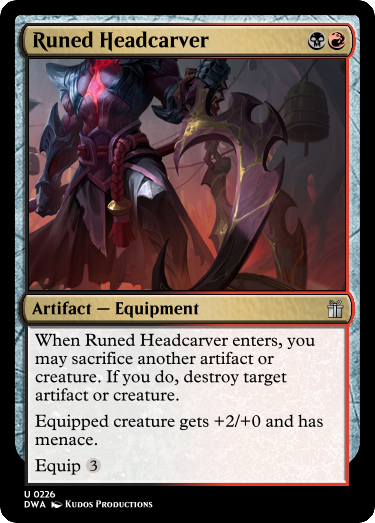 Runed Headcarver
Artifact — Equipment
When Runed Headcarver enters, you
may sacrifice another artifact or
creature. If you do, destroy target
artifact or creature.
Equipped creature gets +2/+0 and has
menace.
Equip 3
U 0226
DWA Kudos Productions